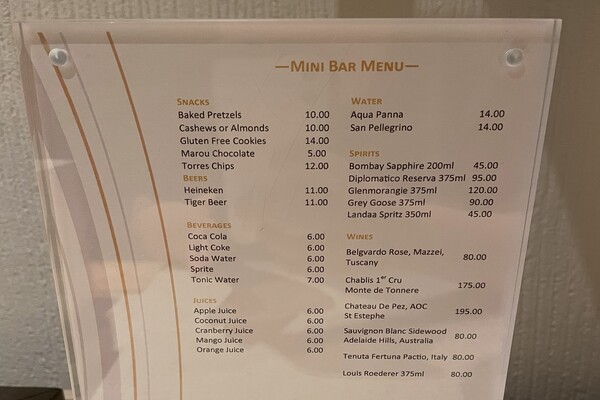 —MINI BAR MENU—
SNACKS
Baked Pretzels 10.00
Cashews or Almonds 10.00
Gluten Free Cookies 14.00
Marou Chocolate 5.00
Torres Chips 12.00
BEERS
Heineken 11.00
Tiger Beer 11.00
BEVERAGES
Coca Cola 6.00
Light Coke 6.00
Soda Water 6.00
Sprite 6.00
Tonic Water 7.00
JUICES
Apple Juice 6.00
Coconut Juice 6.00
Cranberry Juice 6.00
Mango Juice 6.00
Orange Juice 6.00
WATER
Aqua Panna 14.00
San Pellegrino 14.00
SPIRITS
Bombay Sapphire 200ml 45.00
Diplomatico Reserva 375ml 95.00
Glenmorangie 375ml 120.00
Grey Goose 375ml 90.00
Landaa Spritz 350ml 45.00
WINES
Belgvardo Rose, Mazzei,
Tuscany 80.00
Chablis 1er Cru
Monte de Tonnere 175.00
Chateau De Pez, AOC
St Estephe 195.00
Sauvignon Blanc Sidewood
Adelaide Hills, Australia 80.00
Tenuta Fertuna Pactio, Italy 80.00
Louis Roederer 375ml 80.00